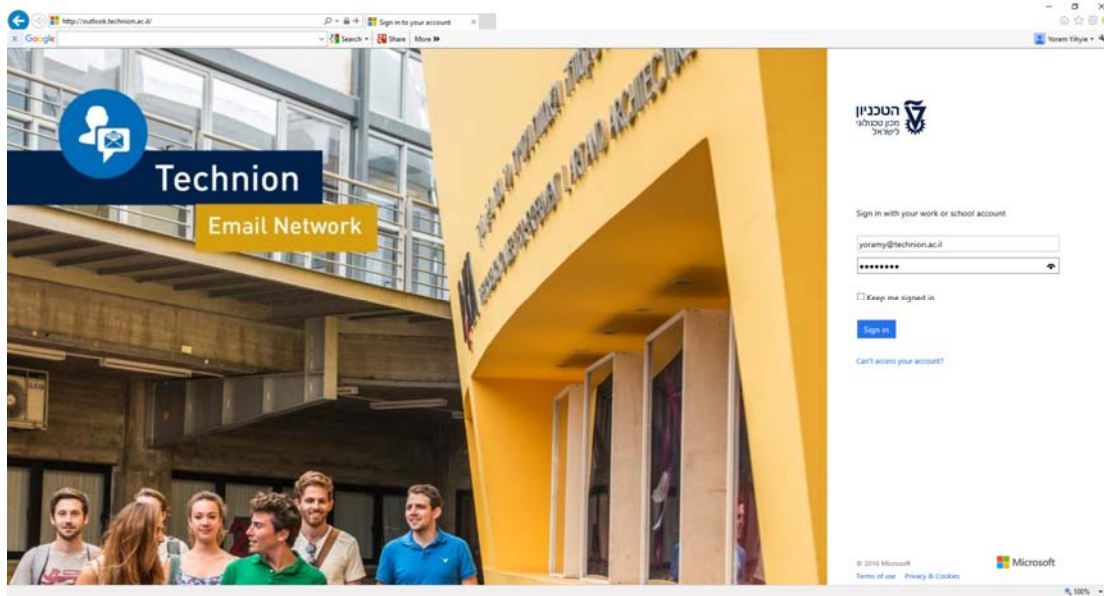 http://outlook.technion.ac.il/
Sign in to your account
x Google
Search
Share
More »
Yoram Yihyie
Technion
Email Network
הטכניון
מכון טכנולוגי
לישראל
Sign in with your work or school account
yoramy@technion.ac.il
Keep me signed in
Sign in
Can't access your account?
© 2016 Microsoft
Terms of use Privacy & Cookies
Microsoft
100%